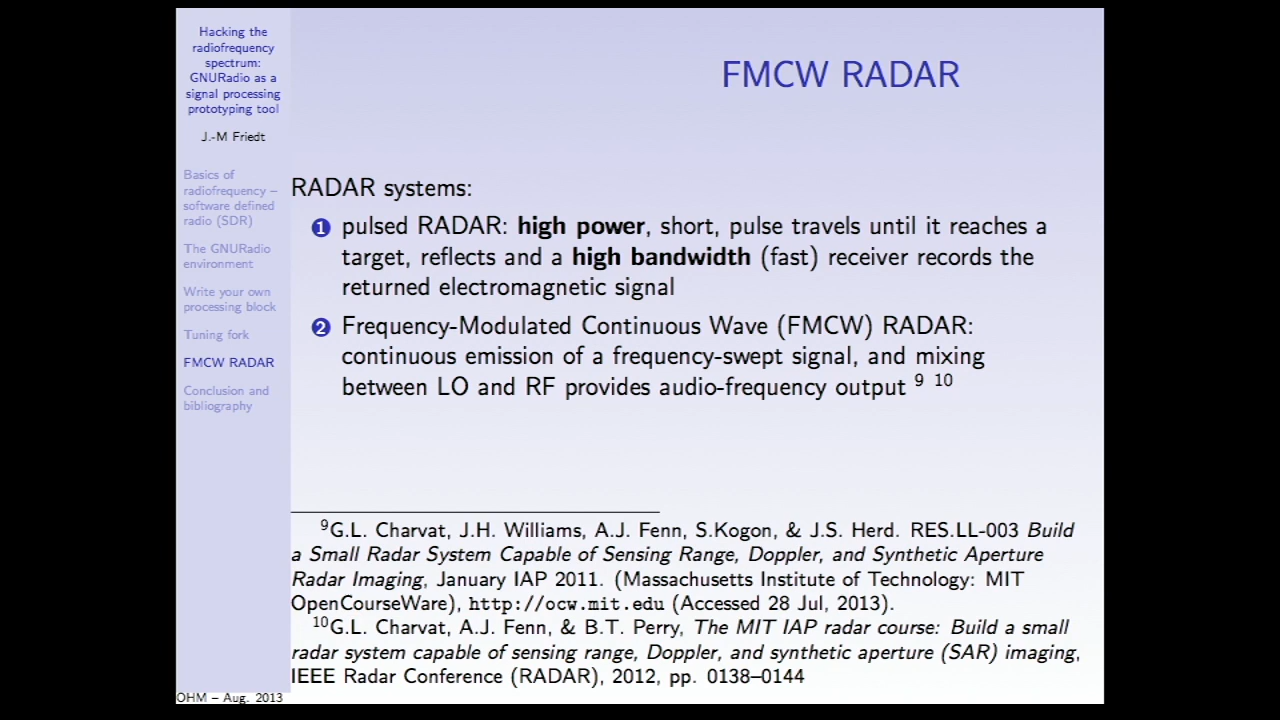 Hacking the
radiofrequency
spectrum:
GNURadio as a
signal processing
prototyping tool
J.-M Friedt
Basics of
radiofrequency –
software defined
radio (SDR)
The GNURadio
environment
Write your own
processing block
Tuning fork
FMCW RADAR
Conclusion and
bibliography
FMCW RADAR
RADAR systems:
1 pulsed RADAR: high power, short, pulse travels until it reaches a
target, reflects and a high bandwidth (fast) receiver records the
returned electromagnetic signal
2 Frequency-Modulated Continuous Wave (FMCW) RADAR:
continuous emission of a frequency-swept signal, and mixing
between LO and RF provides audio-frequency output 9 10
9G.L. Charvat, J.H. Williams, A.J. Fenn, S.Kogon, & J.S. Herd. RES.LL-003 Build
a Small Radar System Capable of Sensing Range, Doppler, and Synthetic Aperture
Radar Imaging, January IAP 2011. (Massachusetts Institute of Technology: MIT
OpenCourseWare), http://ocw.mit.edu (Accessed 28 Jul, 2013).
10G.L. Charvat, A.J. Fenn, & B.T. Perry, The MIT IAP radar course: Build a small
radar system capable of sensing range, Doppler, and synthetic aperture (SAR) imaging,
IEEE Radar Conference (RADAR), 2012, pp. 0138–0144
OHM – Aug. 2013